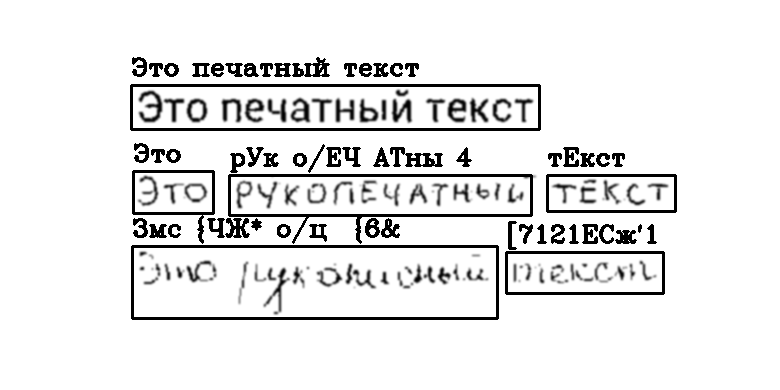 Это печатный текст
Это печатный текст
Это рУк о/ЕЧ АТны 4 тЕкст
ЭТО РУКОПЕЧАТНЫЙ ТЕКСТ
Змс {ЧЖ* о/ц {6& [7121ЕСж'1
Это рукописный текст